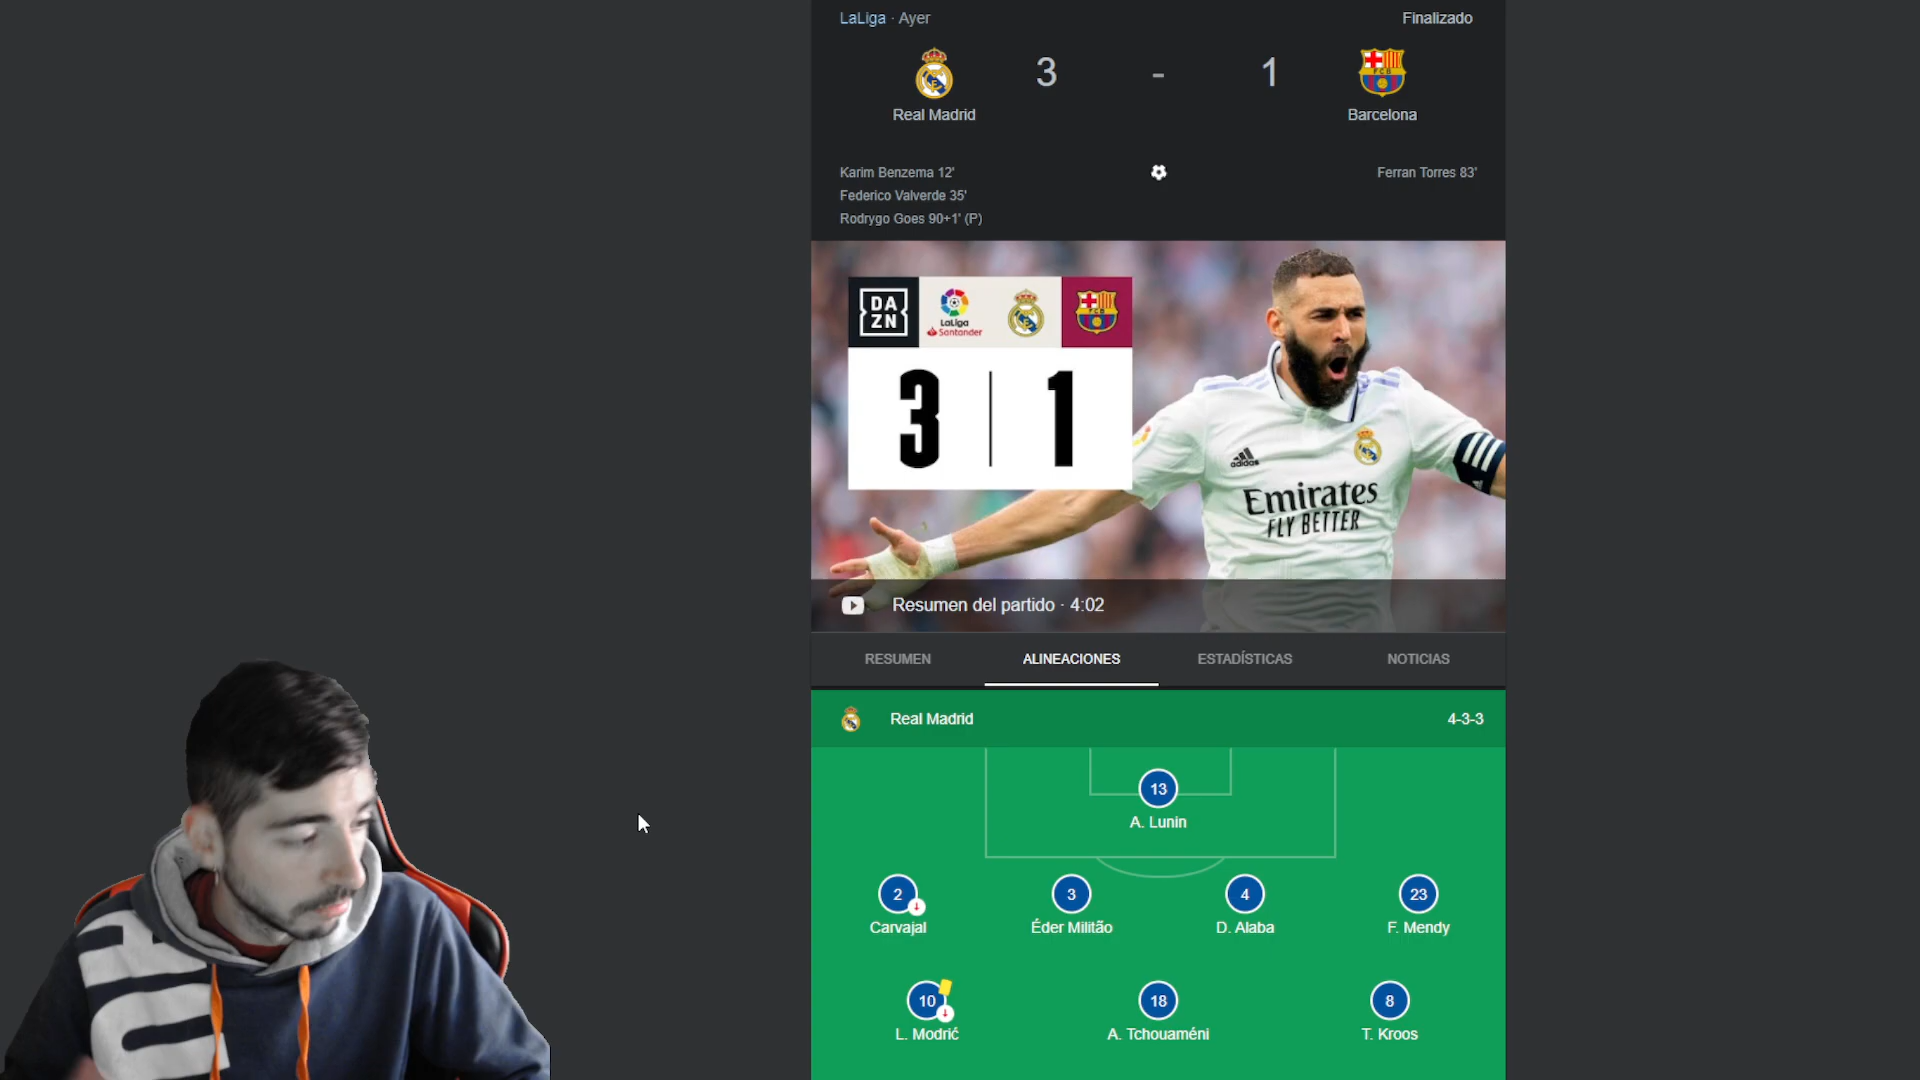 LaLiga · Ayer
Finalizado
3 - 1
Real Madrid
Barcelona
Karim Benzema 12'
Ferran Torres 83'
Federico Valverde 35'
Rodrygo Goes 90+1' (P)
DA
ZN
LaLiga
Santander
FCB
3 | 1
adidas
Emirates
FLY BETTER
Resumen del partido · 4:02
RESUMEN
ALINEACIONES
ESTADÍSTICAS
NOTICIAS
Real Madrid
4-3-3
13
A. Lunin
2
3
4
23
Carvajal
Éder Militão
D. Alaba
F. Mendy
10
18
8
L. Modrić
A. Tchouaméni
T. Kroos